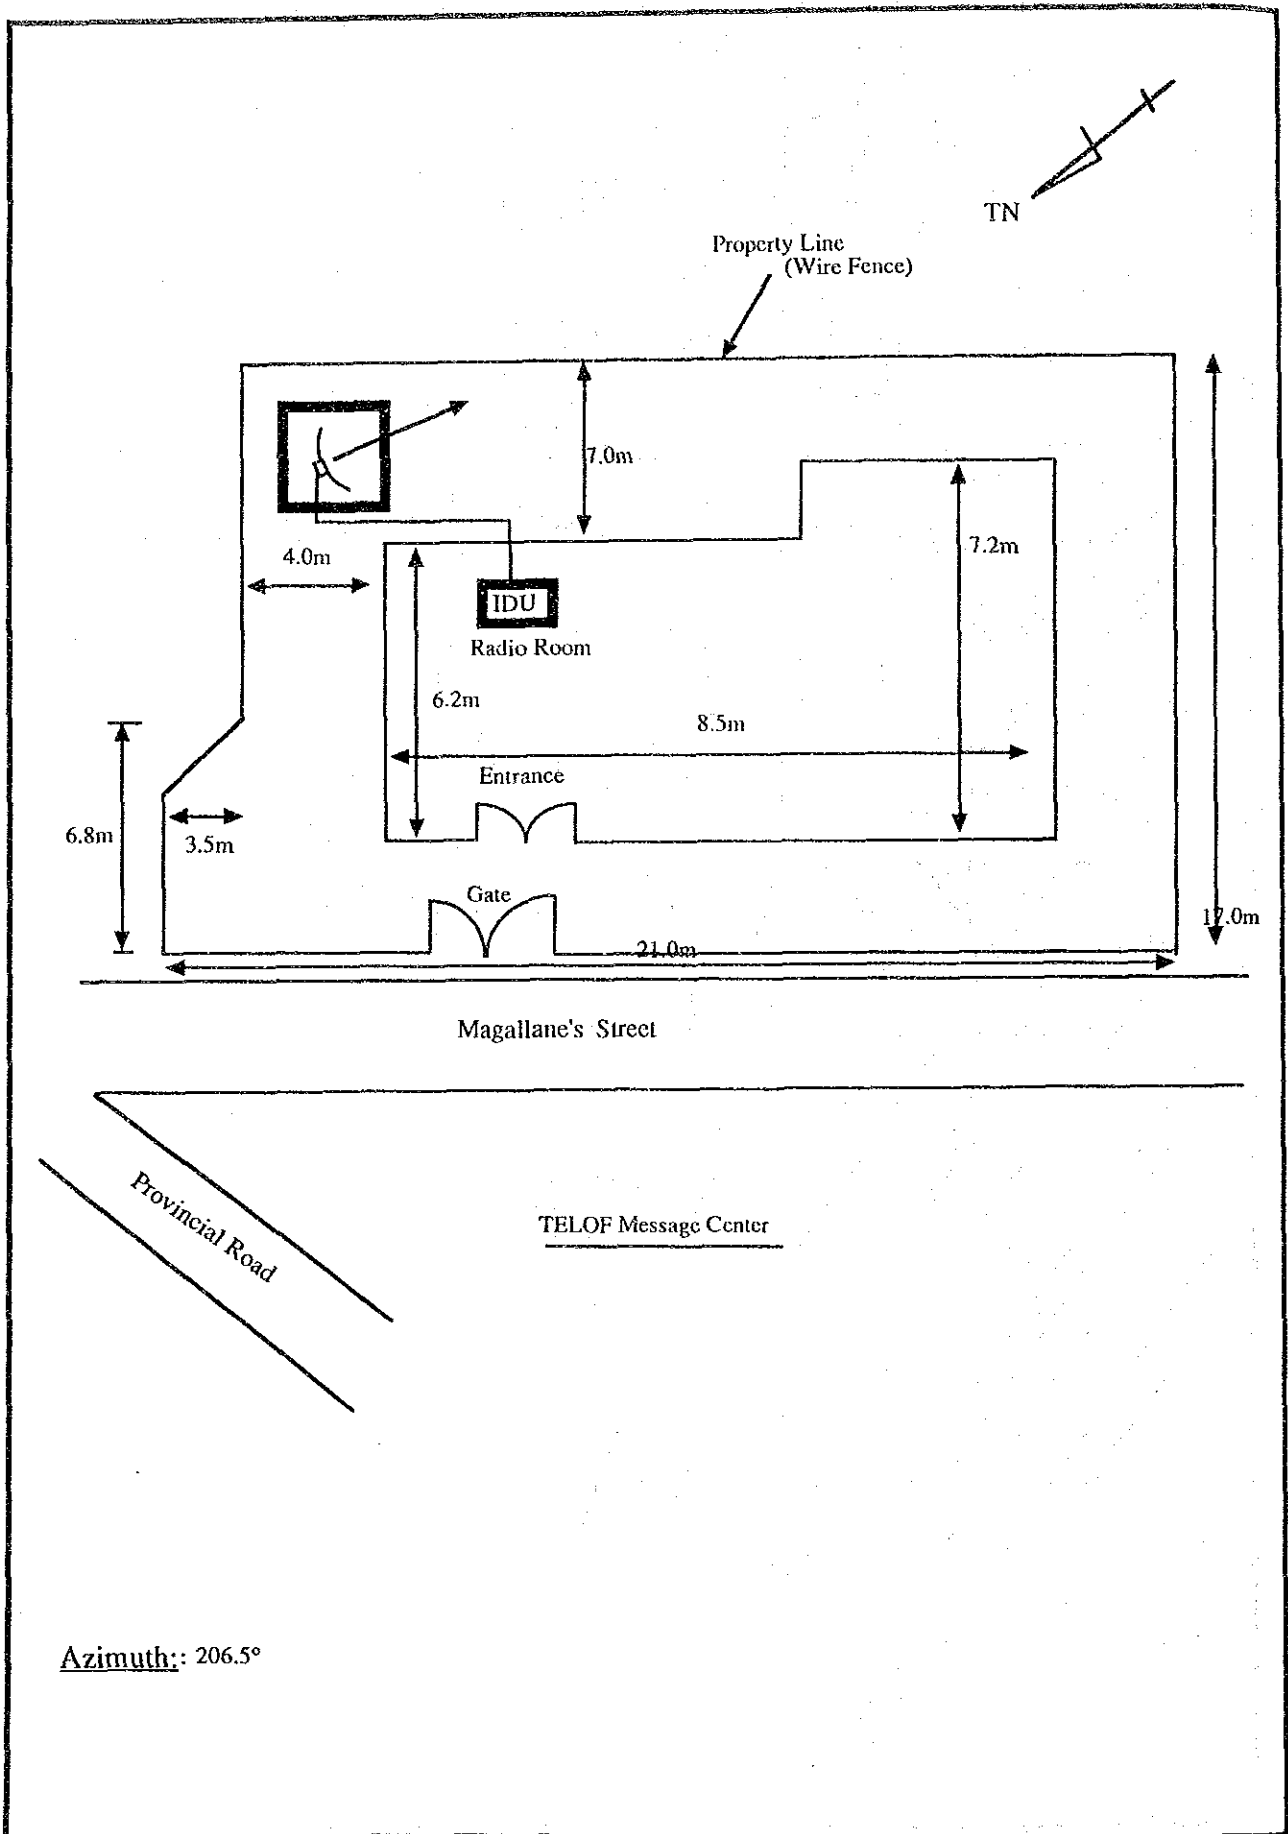 TN
Property Line
(Wire Fence)
7.0m
4.0m
7.2m
IDU
Radio Room
6.2m
8.5m
Entrance
6.8m
3.5m
Gate
17.0m
21.0m
Magallane's Street
Provincial Road
TELOF Message Center
Azimuth:: 206.5°